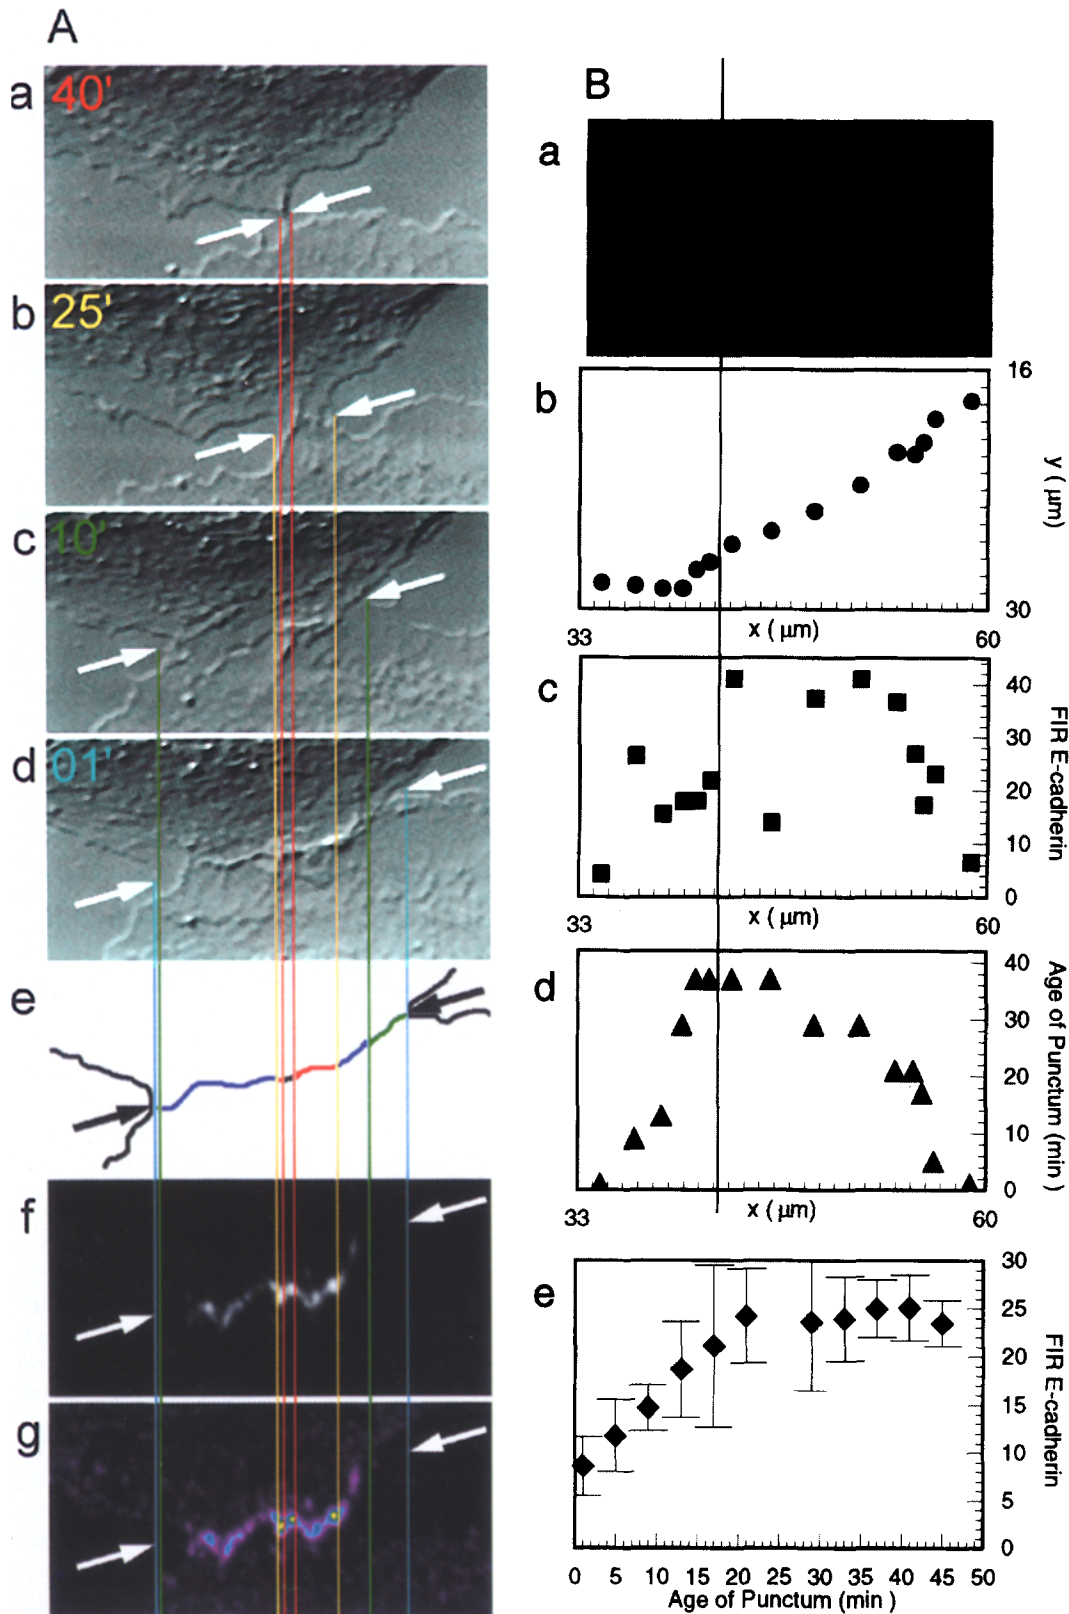 A
a
40'
b
25'
c
10'
d
01'
e
f
g
B
a
b
16
y ( μm)
30
33
x ( μm)
60
c
40
30
20
10
0
FIR E-cadherin
33
x ( μm)
60
d
40
30
20
10
0
Age of Punctum (min )
33
x ( μm)
60
e
30
25
20
15
10
5
0
FIR E-cadherin
0 5 10 15 20 25 30 35 40 45 50
Age of Punctum (min )